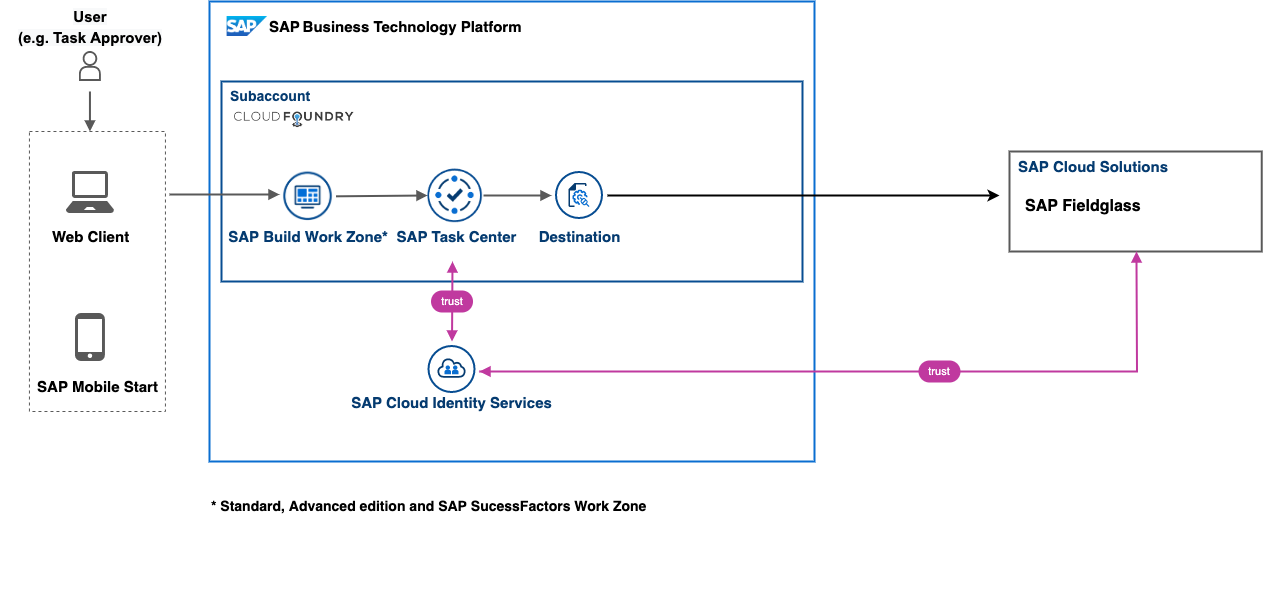 User
(e.g. Task Approver)
SAP SAP Business Technology Platform
Subaccount
CLOUD FOUNDRY
SAP Cloud Solutions
SAP Fieldglass
Web Client
SAP Build Work Zone* SAP Task Center Destination
trust
trust
SAP Mobile Start
SAP Cloud Identity Services
* Standard, Advanced edition and SAP SucessFactors Work Zone